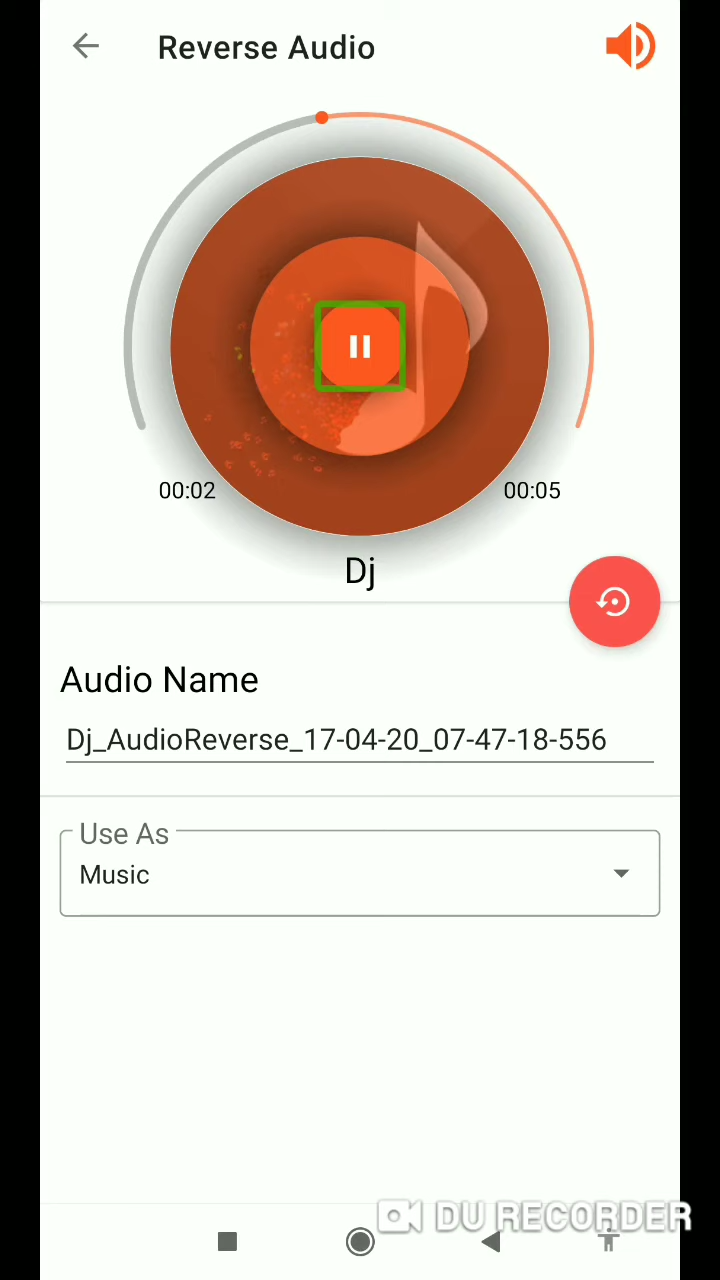 Reverse Audio
00:02
00:05
Dj
Audio Name
Dj_AudioReverse_17-04-20_07-47-18-556
Use As
Music
DU RECORDER